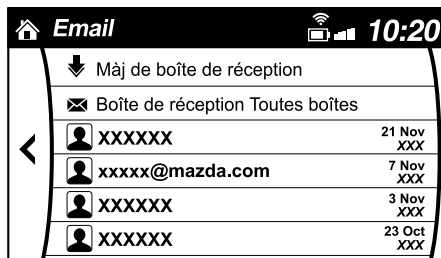 Email 10:20
Màj de boîte de réception
Boîte de réception Toutes boîtes
XXXXXX 21 Nov
XXX
xxxxx@mazda.com 7 Nov
XXX
XXXXXX 3 Nov
XXX
XXXXXX 23 Oct
XXX